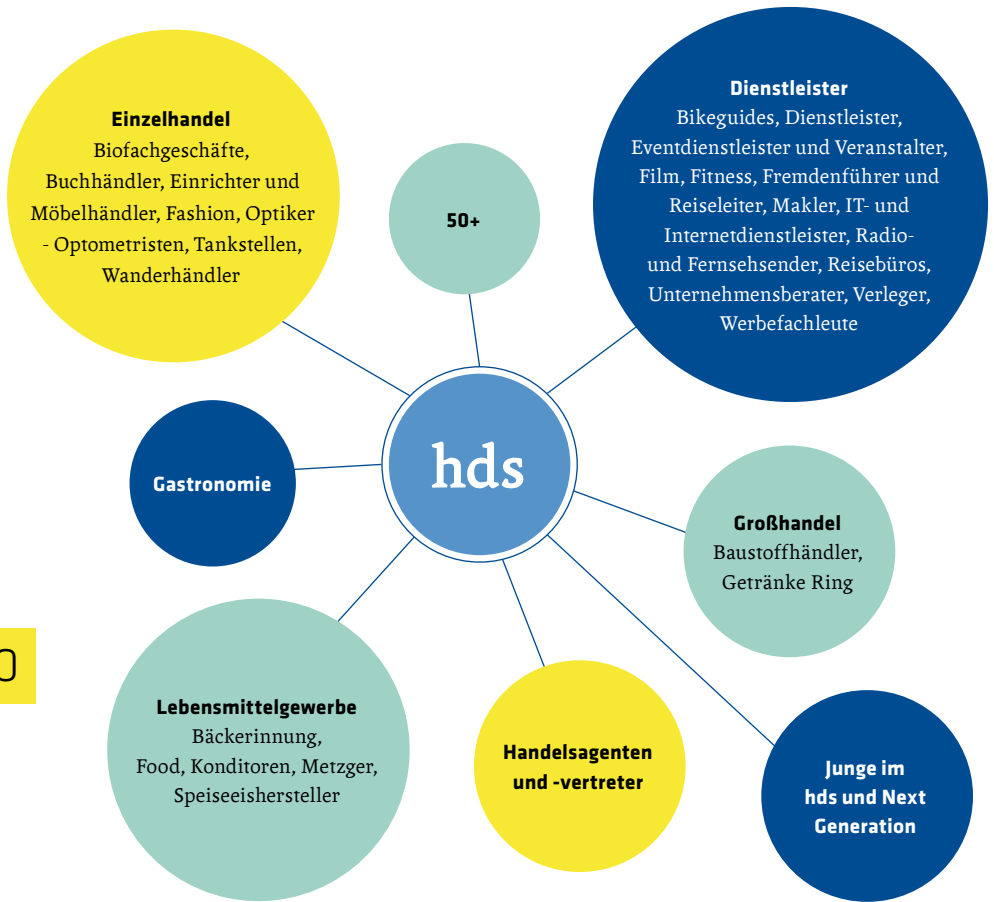 Einzelhandel
Biofachgeschäfte,
Buchhändler, Einrichter und
Möbelhändler, Fashion, Optiker
- Optometristen, Tankstellen,
Wanderhändler
50+
Dienstleister
Bikeguides, Dienstleister,
Eventdienstleister und Veranstalter,
Film, Fitness, Fremdenführer und
Reiseleiter, Makler, IT- und
Internetdienstleister, Radio-
und Fernsehsender, Reisebüros,
Unternehmensberater, Verleger,
Werbefachleute
hds
Gastronomie
Großhandel
Baustoffhändler,
Getränke Ring
Lebensmittelgewerbe
Bäckerinnung,
Food, Konditoren, Metzger,
Speiseeishersteller
Handelsagenten
und -vertreter
Junge im
hds und Next
Generation